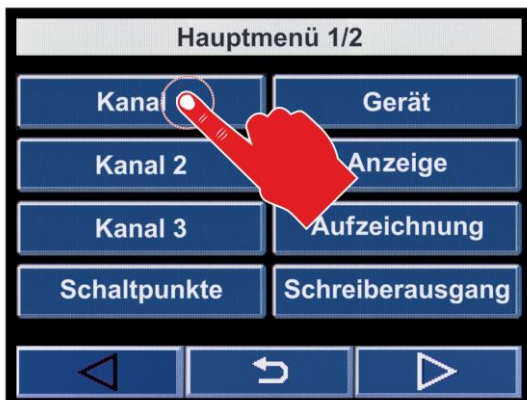 Hauptmenü 1/2
Kana
Gerät
Kanal 2
Anzeige
Kanal 3
Aufzeichnung
Schaltpunkte
Schreiberausgang